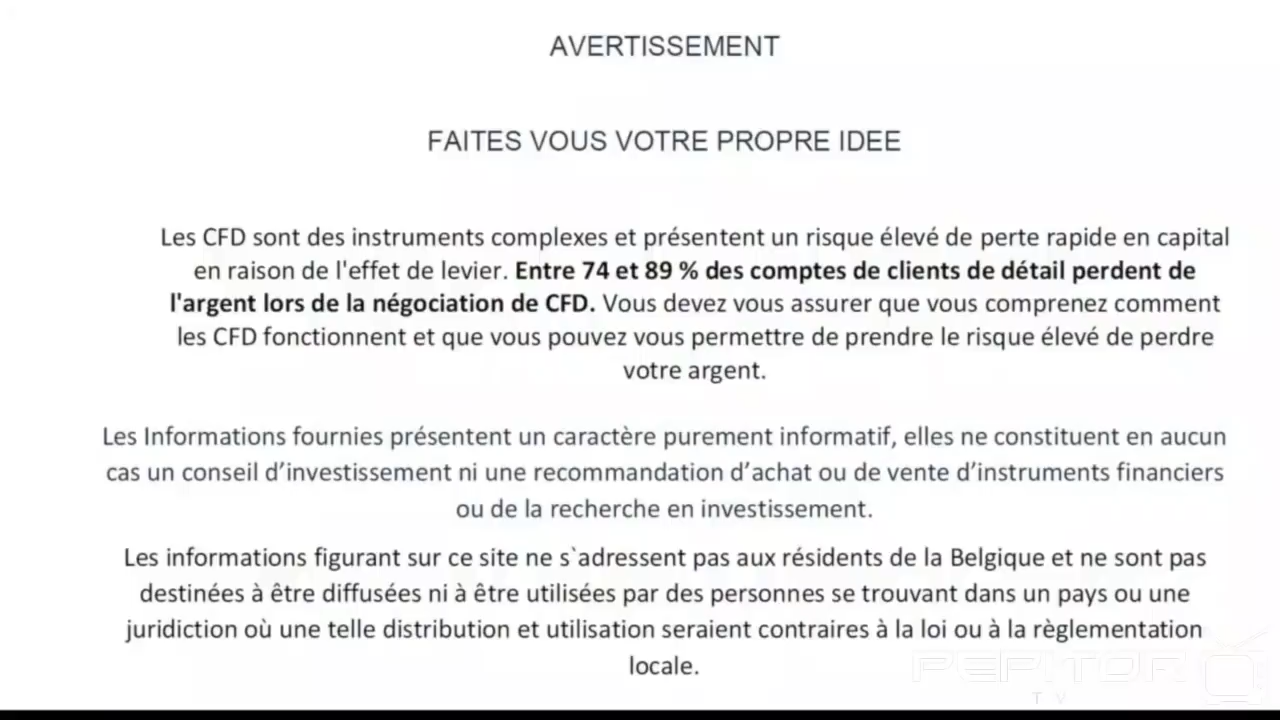 AVERTISSEMENT
FAITES VOUS VOTRE PROPRE IDEE
Les CFD sont des instruments complexes et présentent un risque élevé de perte rapide en capital
en raison de l'effet de levier. Entre 74 et 89 % des comptes de clients de détail perdent de
l'argent lors de la négociation de CFD. Vous devez vous assurer que vous comprenez comment
les CFD fonctionnent et que vous pouvez vous permettre de prendre le risque élevé de perdre
votre argent.
Les Informations fournies présentent un caractère purement informatif, elles ne constituent en aucun
cas un conseil d’investissement ni une recommandation d’achat ou de vente d’instruments financiers
ou de la recherche en investissement.
Les informations figurant sur ce site ne s`adressent pas aux résidents de la Belgique et ne sont pas
destinées à être diffusées ni à être utilisées par des personnes se trouvant dans un pays ou une
juridiction où une telle distribution et utilisation seraient contraires à la loi ou à la règlementation
locale.
PEPITOR
TV